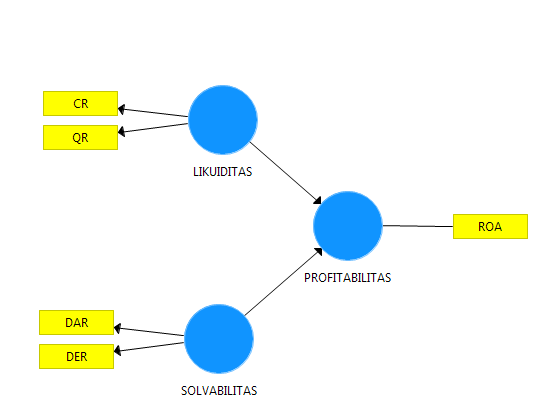 CR
QR
LIKUIDITAS
ROA
PROFITABILITAS
DAR
DER
SOLVABILITAS